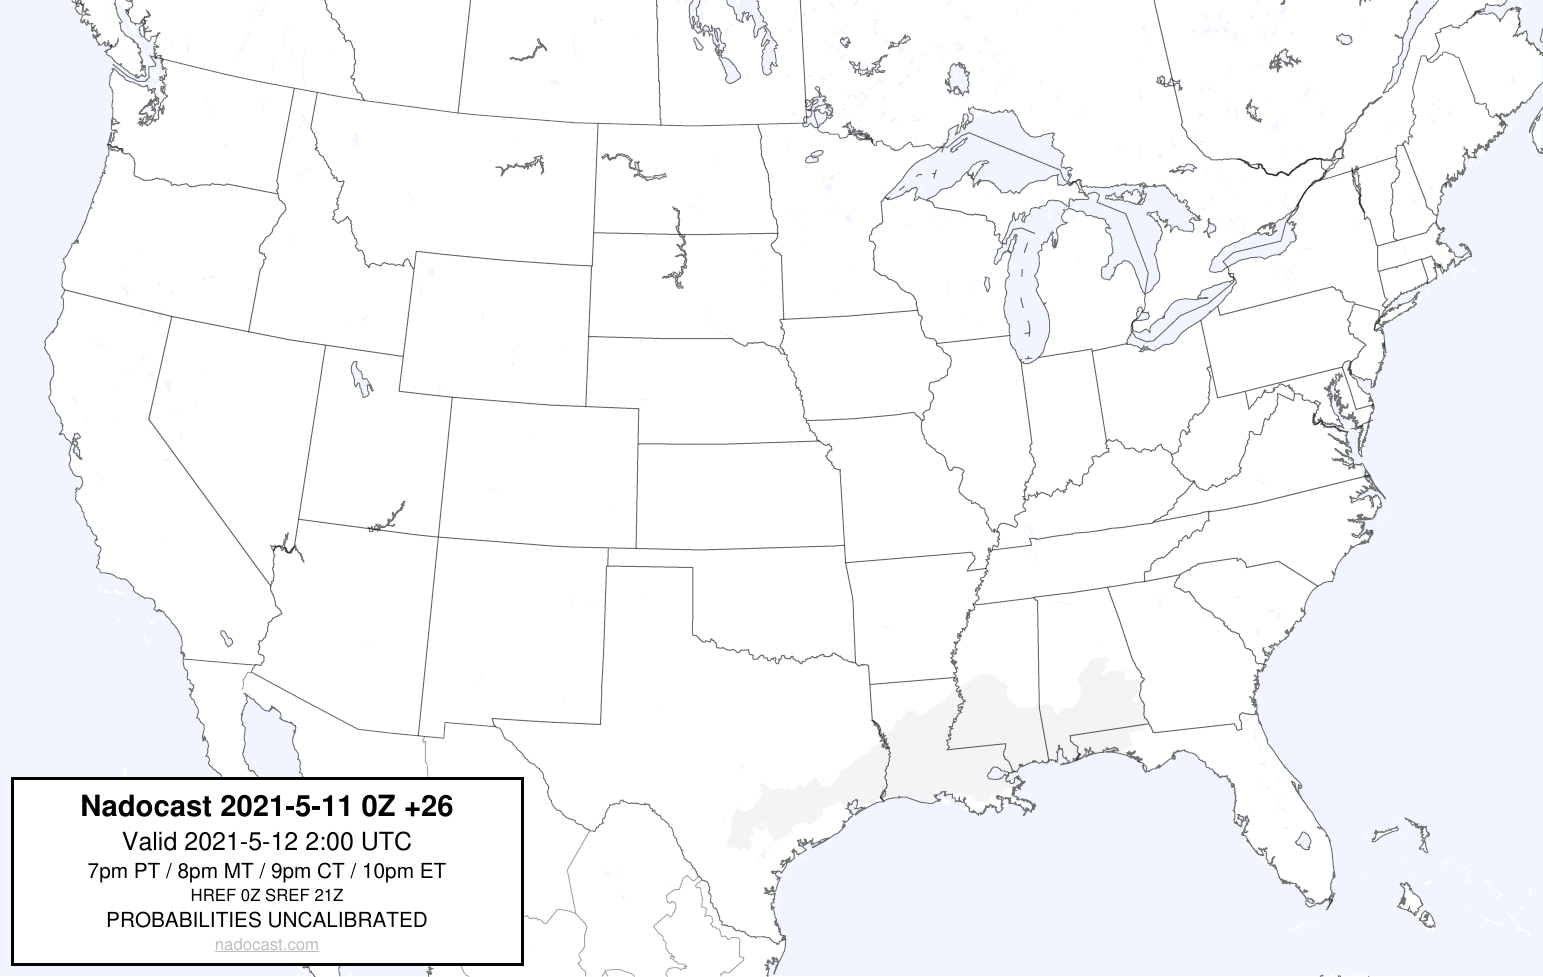 Nadocast 2021-5-11 0Z +26
Valid 2021-5-12 2:00 UTC
7pm PT / 8pm MT / 9pm CT / 10pm ET
HREF 0Z SREF 21Z
PROBABILITIES UNCALIBRATED
nadocast.com